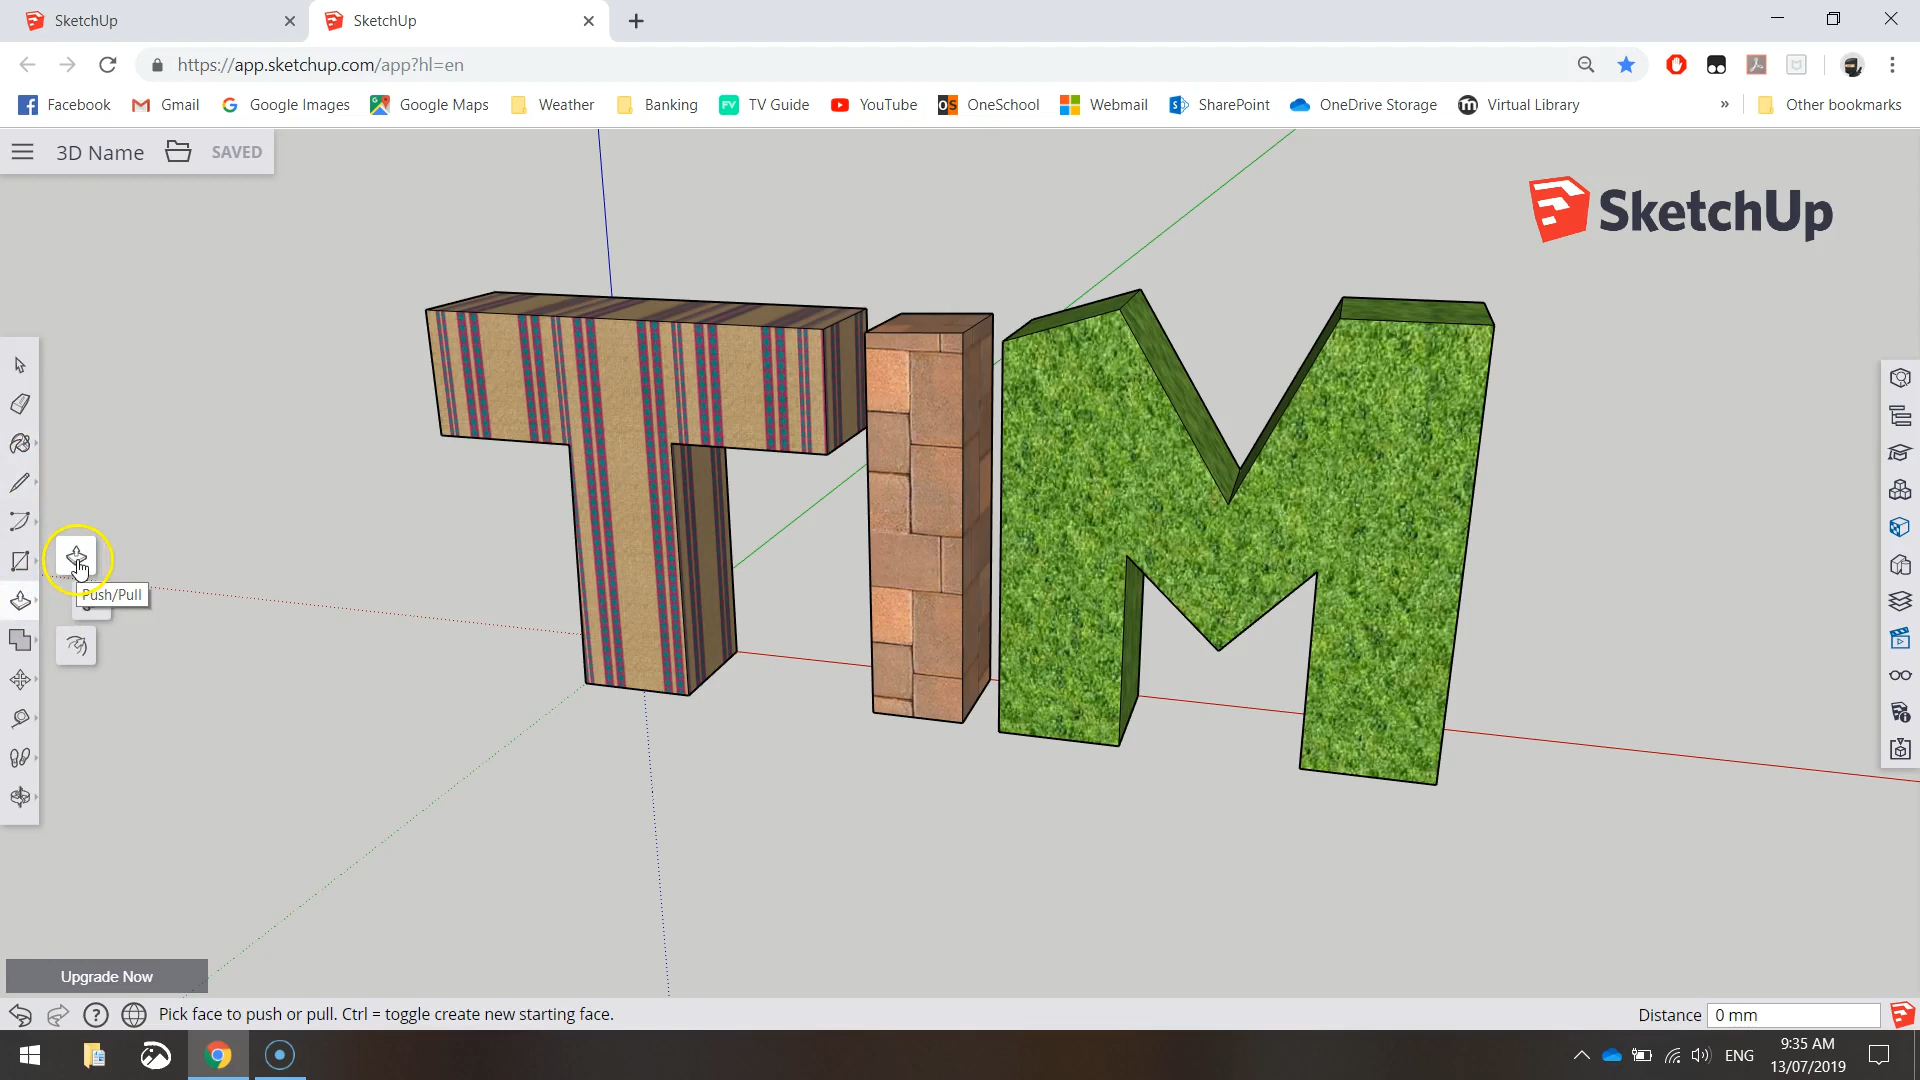 SketchUp
SketchUp
https://app.sketchup.com/app?hl=en
Facebook Gmail Google Images Google Maps Weather Banking FV TV Guide YouTube OS OneSchool Webmail SharePoint OneDrive Storage Virtual Library » Other bookmarks
3D Name SAVED
SketchUp
TIM
Push/Pull
Upgrade Now
Pick face to push or pull. Ctrl = toggle create new starting face.
Distance 0 mm
ENG
9:35 AM
13/07/2019